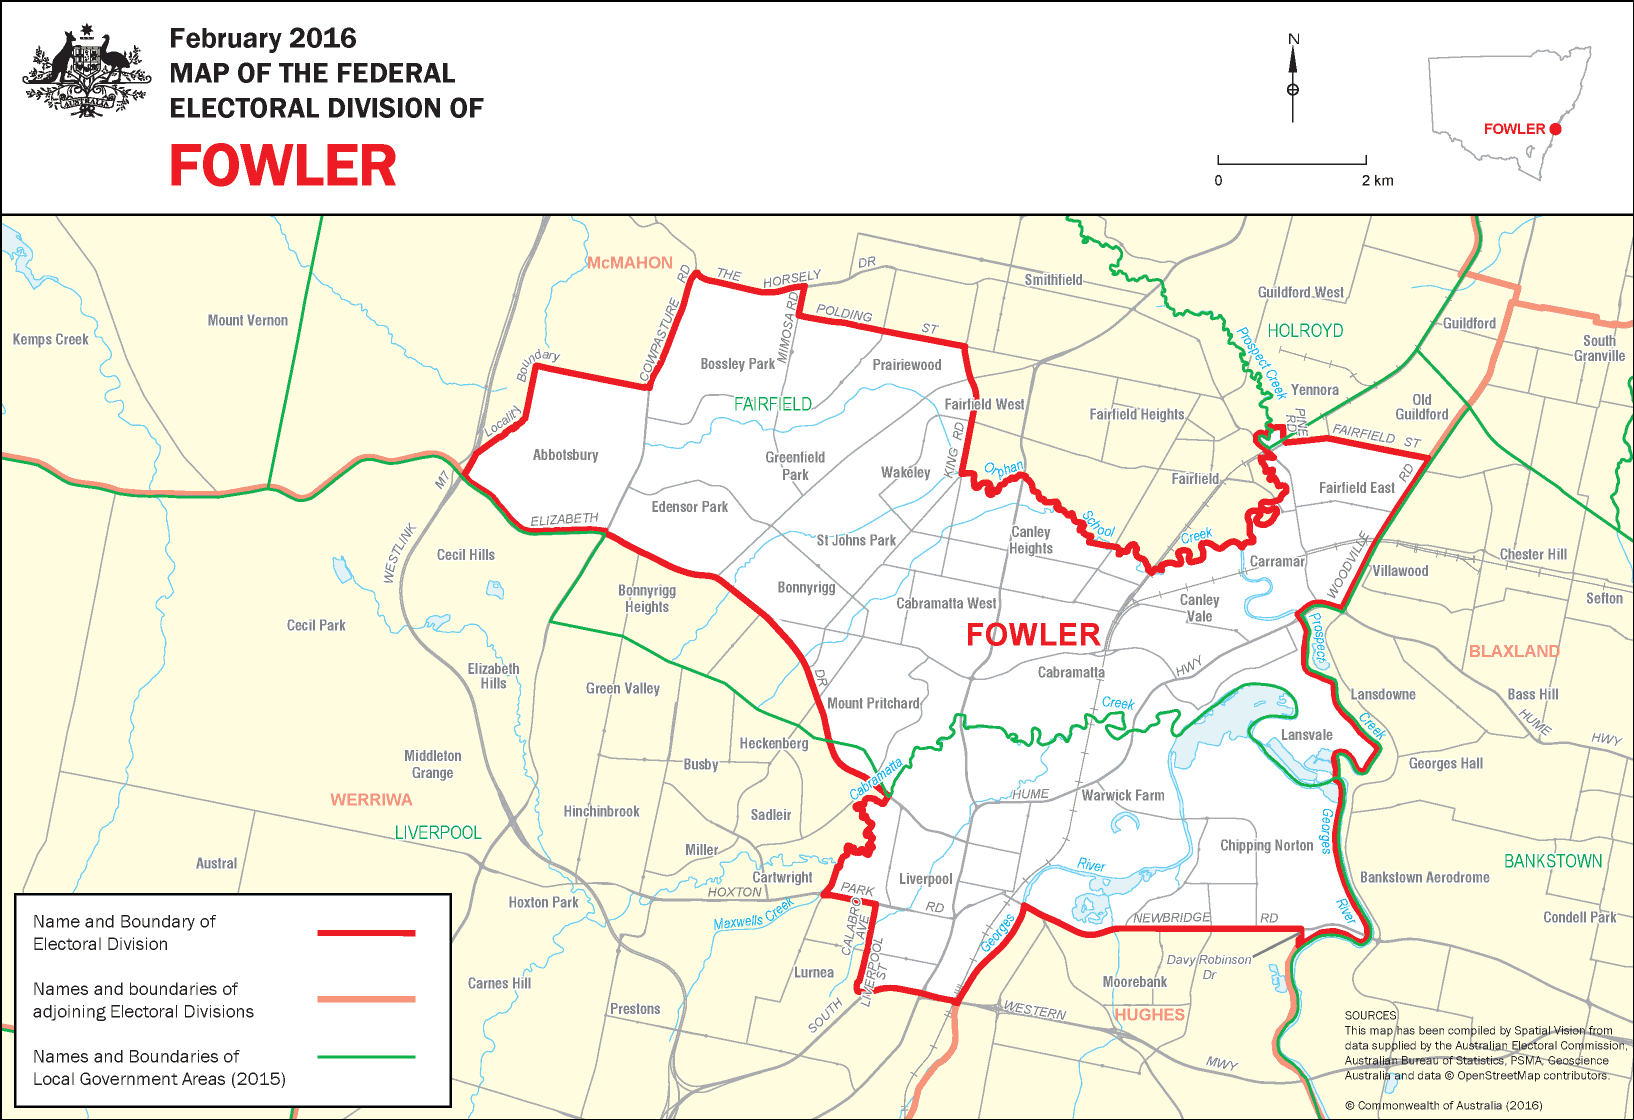 February 2016
MAP OF THE FEDERAL
ELECTORAL DIVISION OF
FOWLER
AUSTRALIA
N
0
2 km
FOWLER
McMAHON
COWPASTURE RD
THE HORSELY DR
MIMOSA RD
POLDING ST
Smithfield
Guildford West
HOLROYD
Prospect Creek
Guildford
South
Granville
Mount Vernon
Kemps Creek
Locality Boundary
Bossley Park
Prairiewood
FAIRFIELD
Fairfield West
Fairfield Heights
Yennora
Old
Guildford
PINE RD
FAIRFIELD ST
Abbotsbury
Greenfield
Park
Wakeley
KING RD
Orphan
School
Creek
Fairfield
Fairfield East
RD
M7
WESTLINK
ELIZABETH
Edensor Park
St Johns Park
Canley
Heights
Carramar
WOODVILLE
Villawood
Chester Hill
Sefton
Cecil Hills
Bonnyrigg
Heights
Bonnyrigg
Cabramatta West
Canley
Vale
FOWLER
Prospect
BLAXLAND
Cecil Park
Elizabeth
Hills
Green Valley
DR
Mount Pritchard
Cabramatta
HWY
Creek
Lansdowne
Bass Hill
HUME HWY
Creek
Lansvale
Georges Hall
Middleton
Grange
Heckenberg
Busby
Cabramatta
HUME
Warwick Farm
WERRIWA
LIVERPOOL
Hinchinbrook
Sadleir
Georges
Chipping Norton
BANKSTOWN
Austral
Miller
Cartwright
HOXTON
PARK
RD
Liverpool
River
Bankstown Aerodrome
River
Hoxton Park
Maxwells Creek
CALABRO AVE
LIVERPOOL ST
Georges
NEWBRIDGE RD
Condell Park
Davy Robinson
Dr
Carnes Hill
Lurnea
Prestons
SOUTH
WESTERN
MWY
Moorebank
HUGHES
Name and Boundary of
Electoral Division
Names and boundaries of
adjoining Electoral Divisions
Names and Boundaries of
Local Government Areas (2015)
SOURCES
This map has been compiled by Spatial Vision from
data supplied by the Australian Electoral Commission,
Australian Bureau of Statistics, PSMA, Geoscience
Australia and data © OpenStreetMap contributors.
© Commonwealth of Australia (2016)